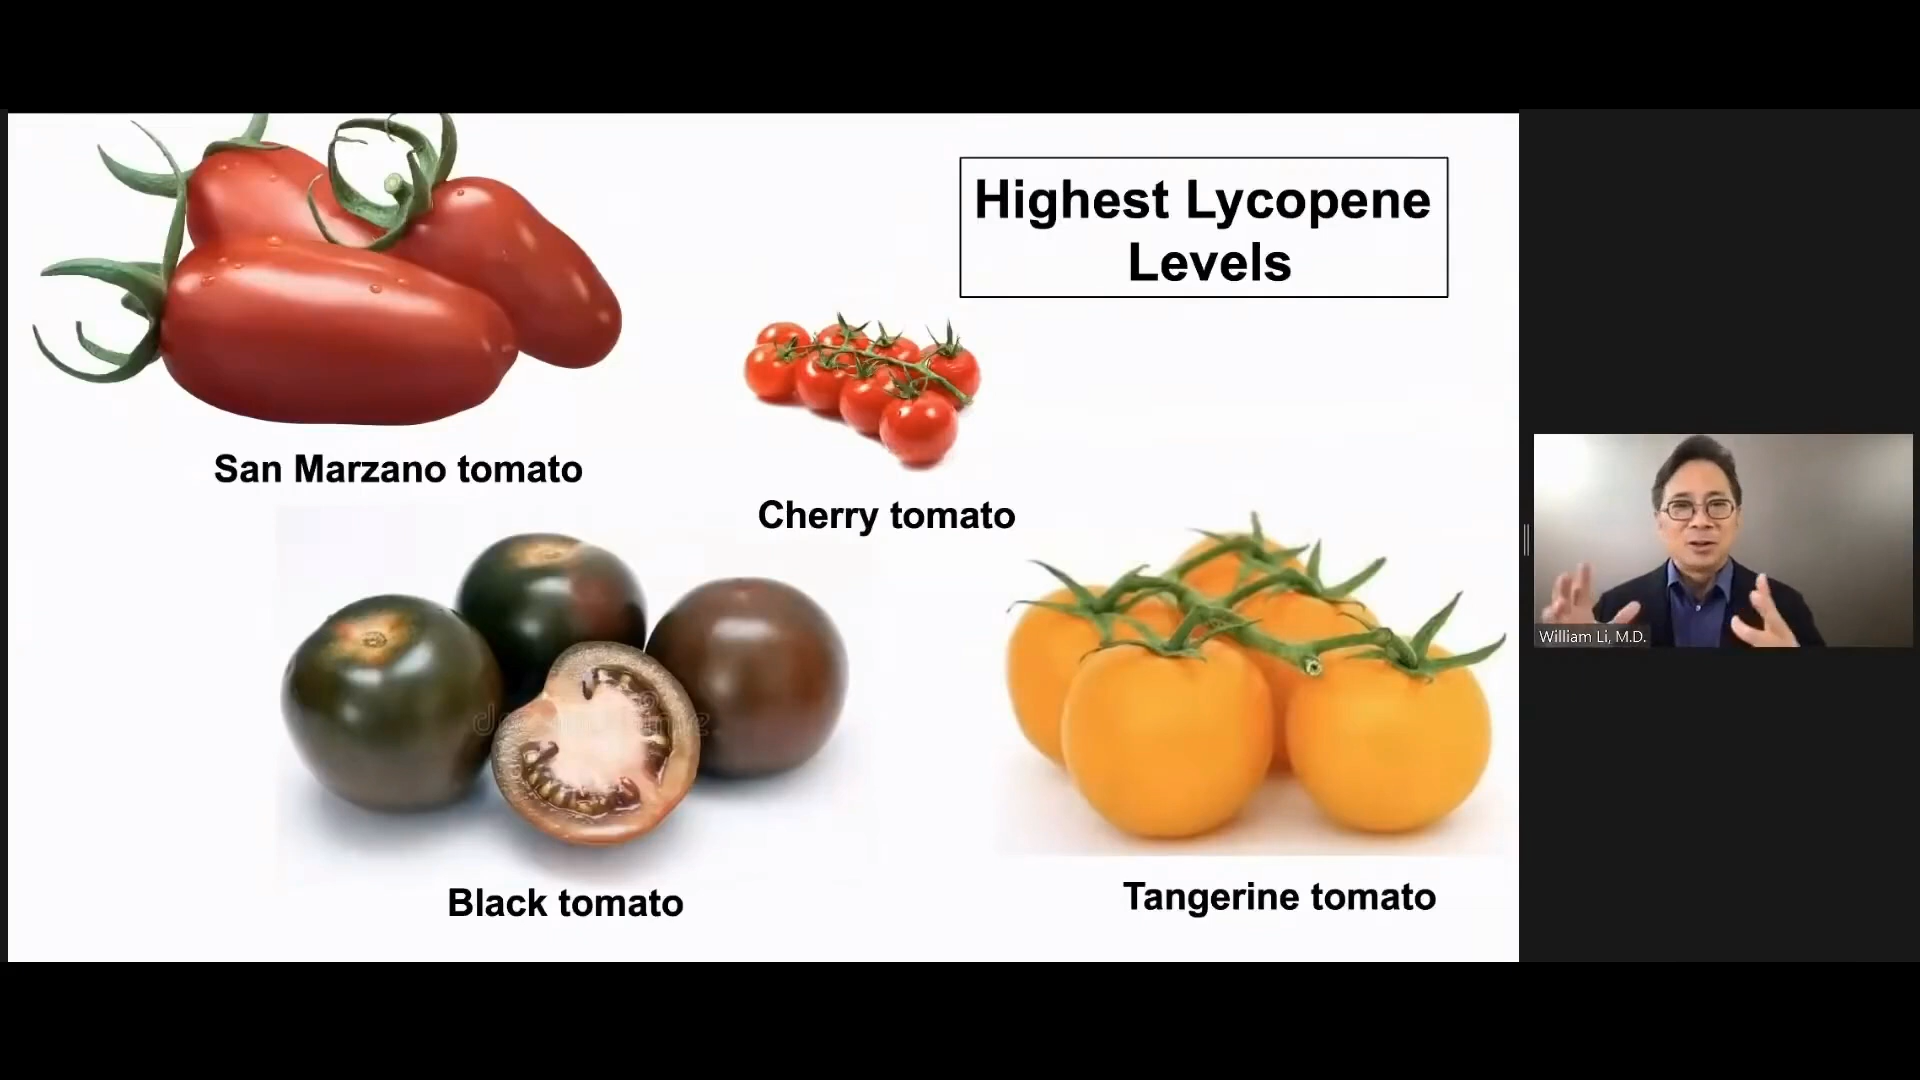 Highest Lycopene
Levels
San Marzano tomato
Cherry tomato
Black tomato
Tangerine tomato
William Li, M.D.